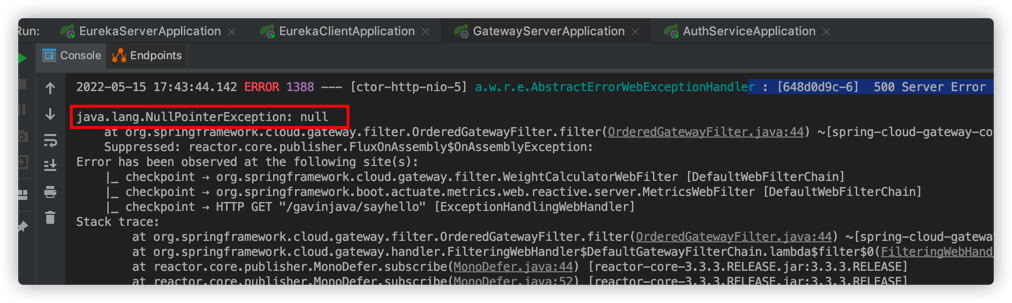 Run: EurekaServerApplication × EurekaClientApplication × GatewayServerApplication × AuthServiceApplication ×
Console Endpoints
2022-05-15 17:43:44.142 ERROR 1388 --- [ctor-http-nio-5] a.w.r.e.AbstractErrorWebExceptionHandler : [648d0d9c-6]  500 Server Error
java.lang.NullPointerException: null
at org.springframework.cloud.gateway.filter.OrderedGatewayFilter.filter(OrderedGatewayFilter.java:44) ~[spring-cloud-gateway-co
Suppressed: reactor.core.publisher.FluxOnAssembly$OnAssemblyException:
Error has been observed at the following site(s):
|_ checkpoint → org.springframework.cloud.gateway.filter.WeightCalculatorWebFilter [DefaultWebFilterChain]
|_ checkpoint → org.springframework.boot.actuate.metrics.web.reactive.server.MetricsWebFilter [DefaultWebFilterChain]
|_ checkpoint → HTTP GET "/gavinjava/sayhello" [ExceptionHandlingWebHandler]
Stack trace:
at org.springframework.cloud.gateway.filter.OrderedGatewayFilter.filter(OrderedGatewayFilter.java:44) ~[spring-cloud-gatewa
at org.springframework.cloud.gateway.handler.FilteringWebHandler$DefaultGatewayFilterChain.lambda$filter$0(FilteringWebHand
at reactor.core.publisher.MonoDefer.subscribe(MonoDefer.java:44) [reactor-core-3.3.3.RELEASE.jar:3.3.3.RELEASE]
at reactor.core.publisher.MonoDefer.subscribe(MonoDefer.java:52) [reactor-core-3.3.3.RELEASE.jar:3.3.3.RELEASE]